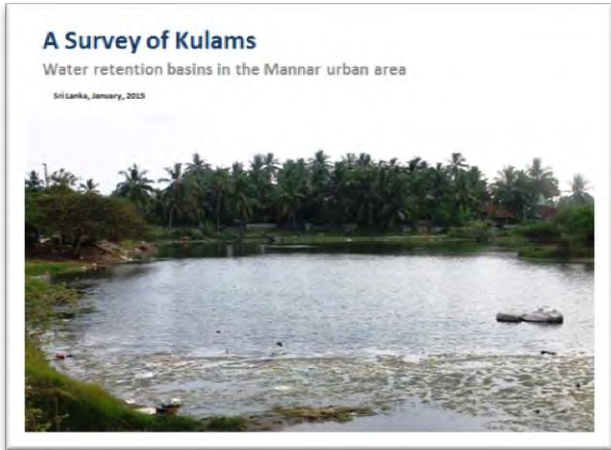 A Survey of Kulams
Water retention basins in the Mannar urban area
Sri Lanka, January, 2015